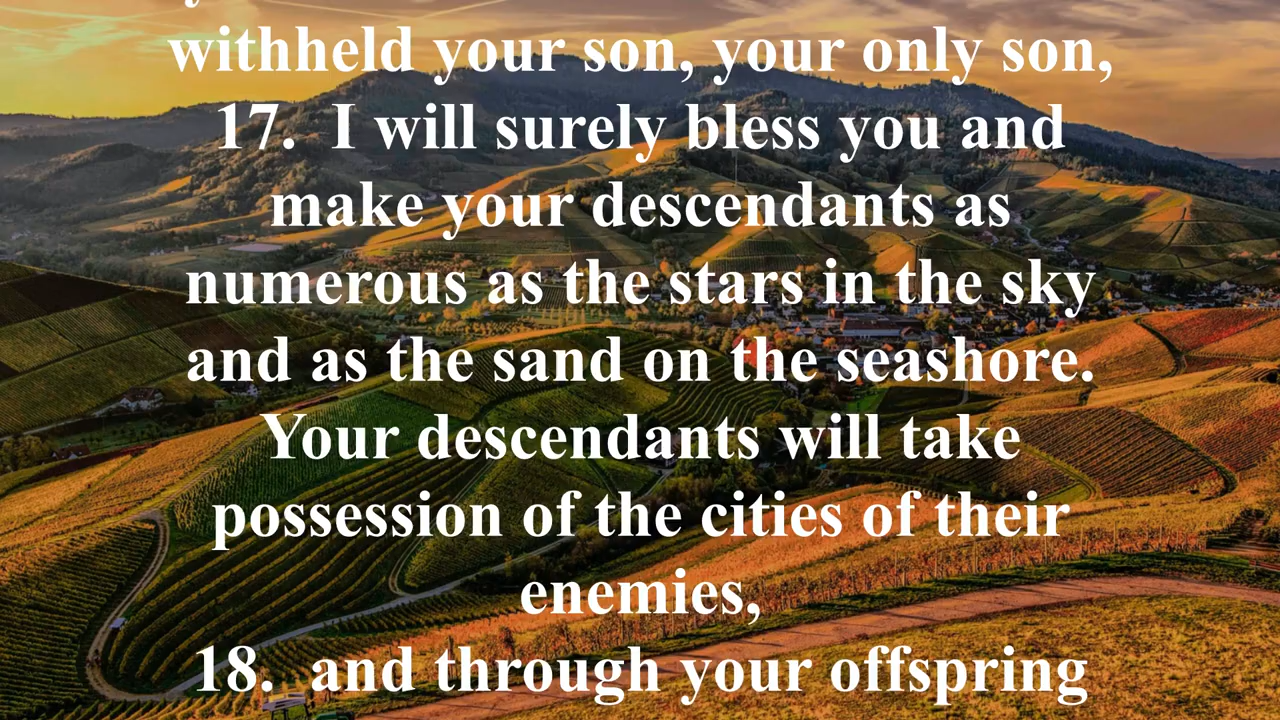 withheld your son, your only son,
17. I will surely bless you and
make your descendants as
numerous as the stars in the sky
and as the sand on the seashore.
Your descendants will take
possession of the cities of their
enemies,
18. and through your offspring